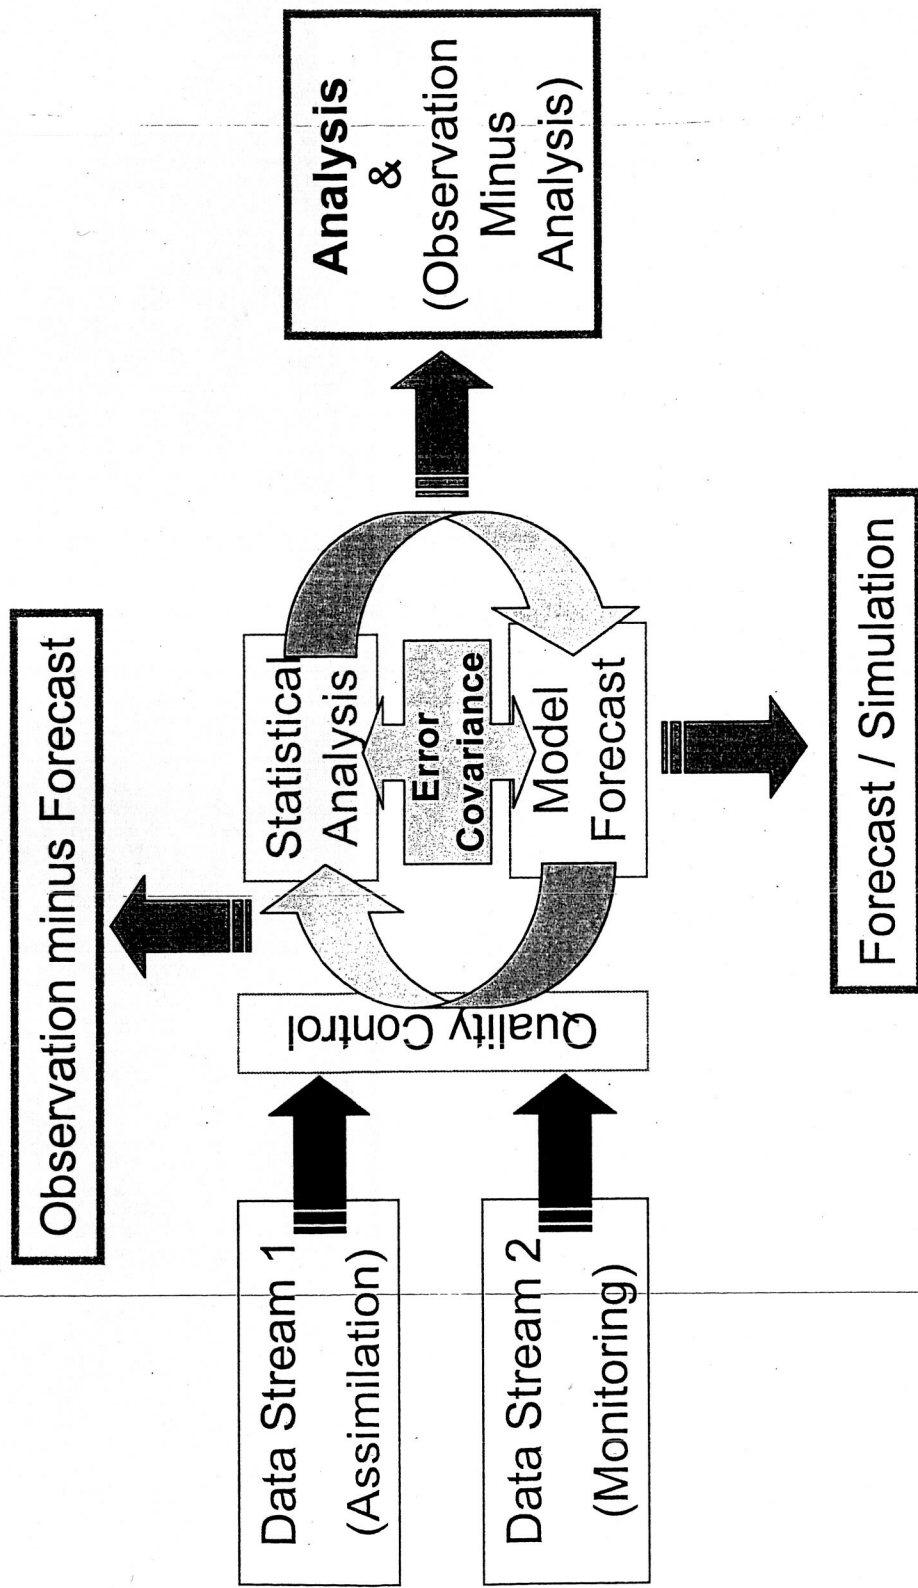 Observation minus Forecast
Data Stream 1
(Assimilation)
Data Stream 2
(Monitoring)
Quality Control
Statistical
Analysis
Error
Covariance
Model
Forecast
Analysis
&
(Observation
Minus
Analysis)
Forecast / Simulation